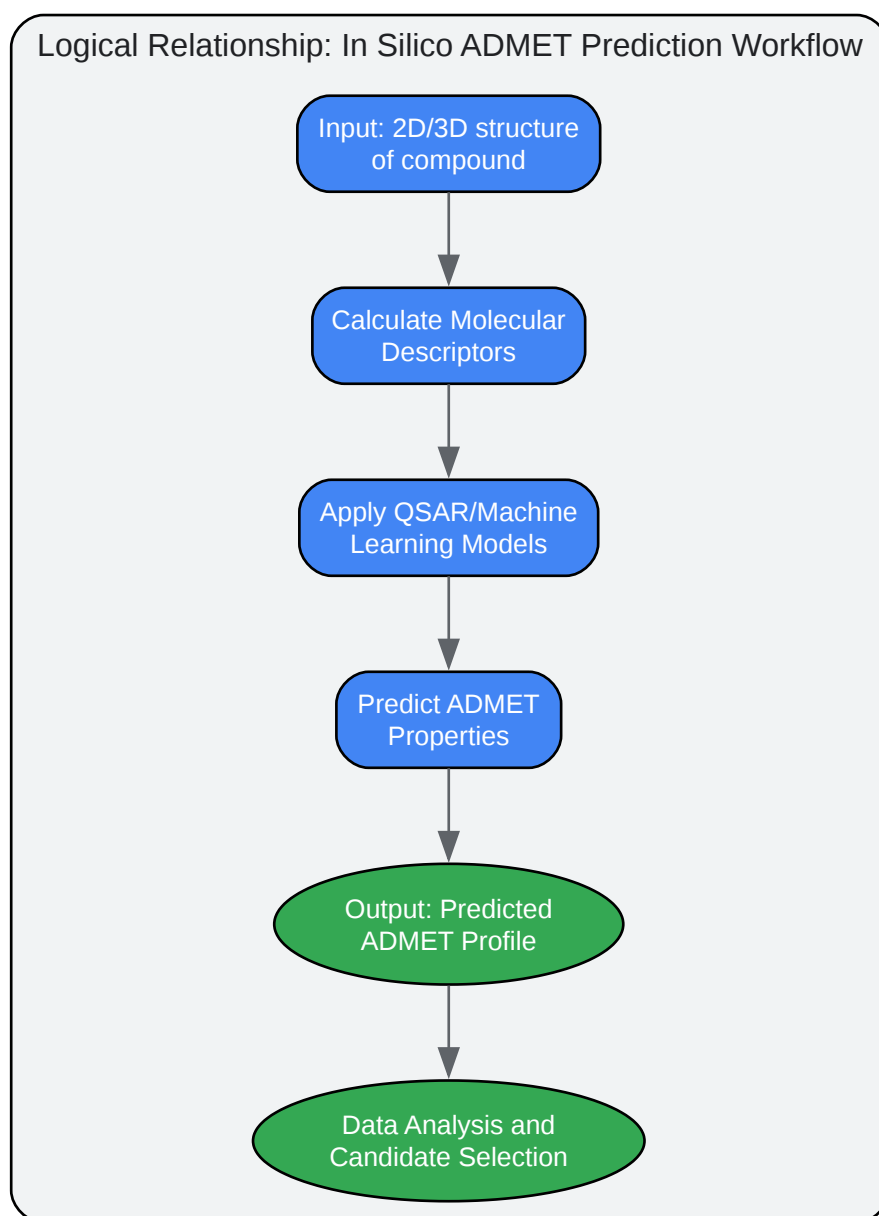 Logical Relationship: In Silico ADMET Prediction Workflow
Input: 2D/3D structure
of compound
Calculate Molecular
Descriptors
Apply QSAR/Machine
Learning Models
Predict ADMET
Properties
Output: Predicted
ADMET Profile
Data Analysis and
Candidate Selection